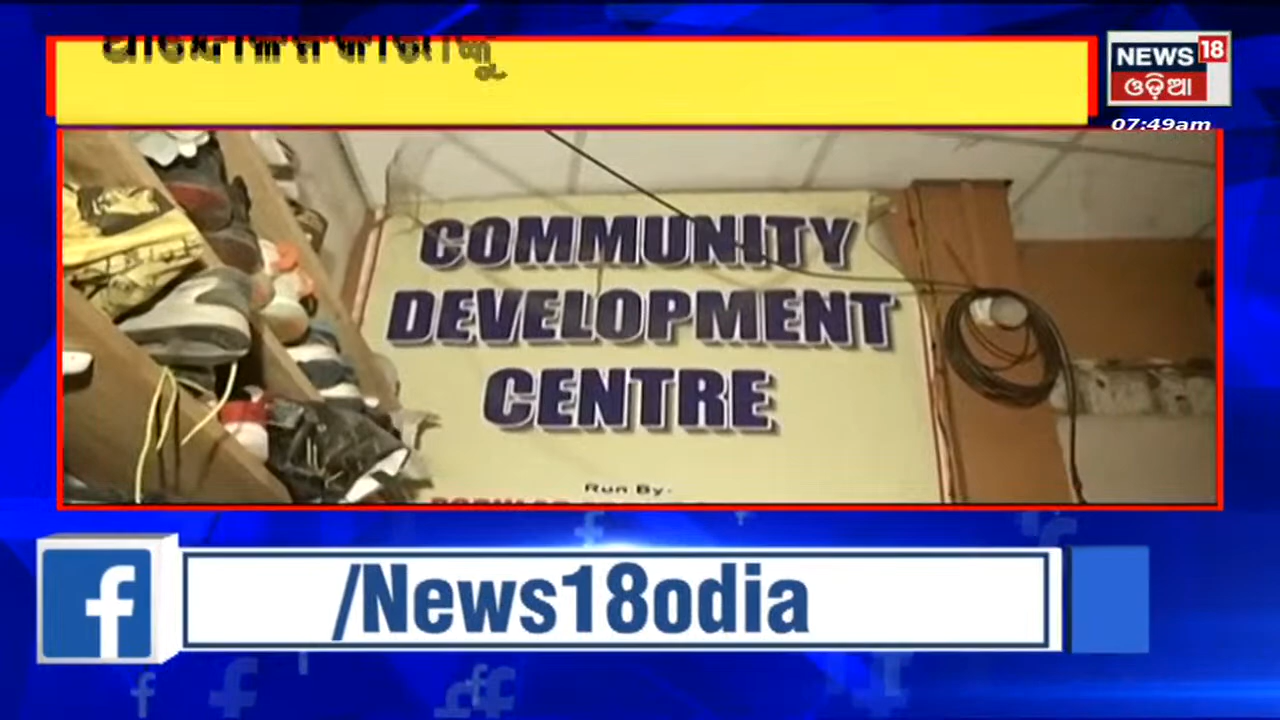 NEWS 18
ଓଡ଼ିଆ
07:49am
COMMUNITY
DEVELOPMENT
CENTRE
Run By-
/News18odia